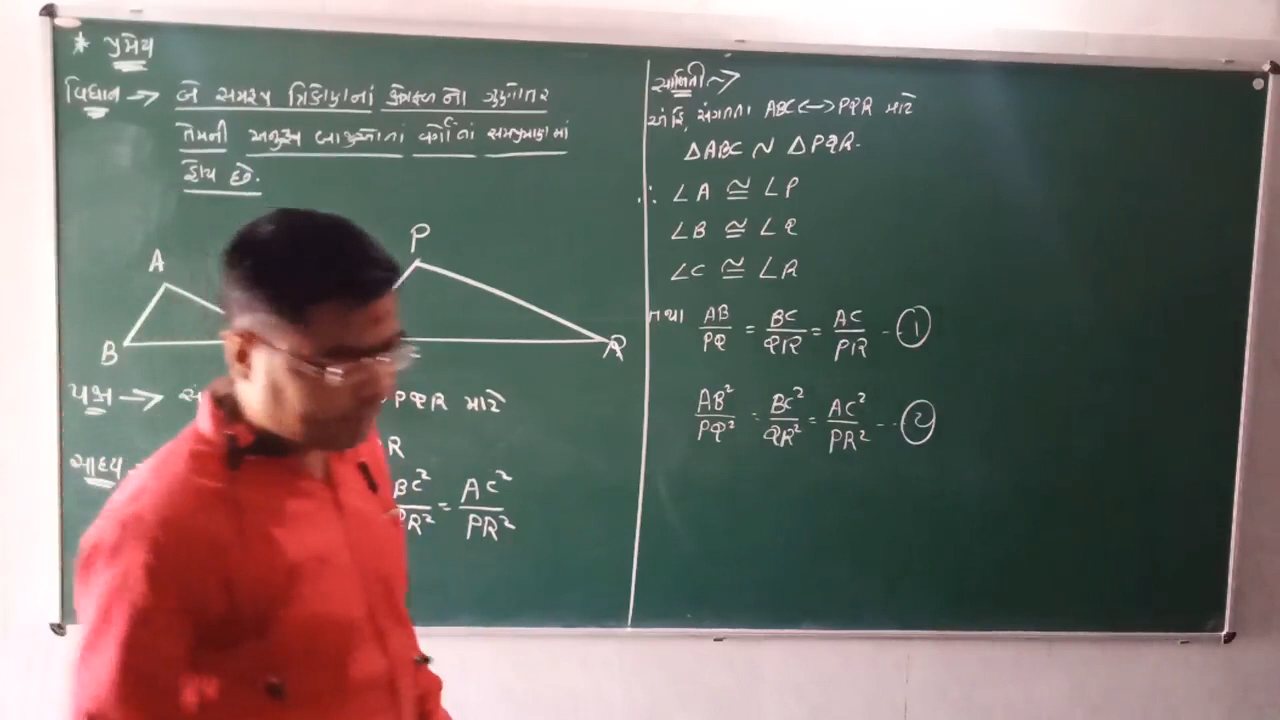 * પ્રમેય
વિધાન → બે સમરૂપ ત્રિકોણનાં ક્ષેત્રફળ નો ગુણોત્તર
તેમની અનુરૂપ બાજુઓનાં વર્ગોનાં સમપ્રમાણમાં
હોય છે.
A
P
B
R
પક્ષ → સં PQR માટે
R
સાધ્ય
BC²/QR² = AC²/PR²
સાબિતી ~>
અહિં, સંગતતા ABC <-> PQR માટે
ΔABC ~ ΔPQR.
∴ ∠A ≅ ∠P
∠B ≅ ∠Q
∠C ≅ ∠R
તથા AB/PQ = BC/QR = AC/PR - ①
AB²/PQ² = BC²/QR² = AC²/PR² -- ②